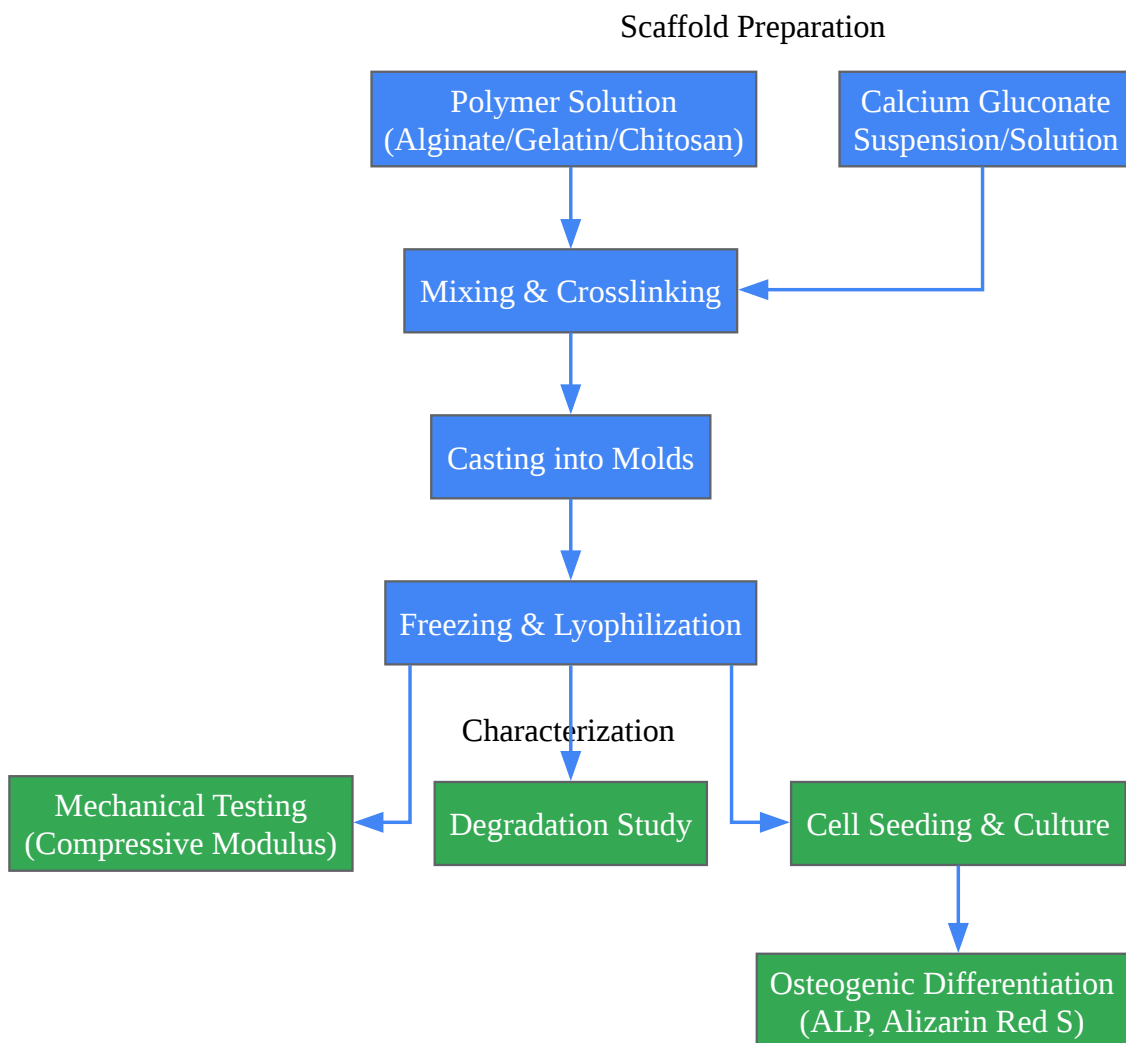 Scaffold Preparation
Polymer Solution
(Alginate/Gelatin/Chitosan)
Calcium Gluconate
Suspension/Solution
Mixing & Crosslinking
Casting into Molds
Freezing & Lyophilization
Characterization
Mechanical Testing
(Compressive Modulus)
Degradation Study
Cell Seeding & Culture
Osteogenic Differentiation
(ALP, Alizarin Red S)